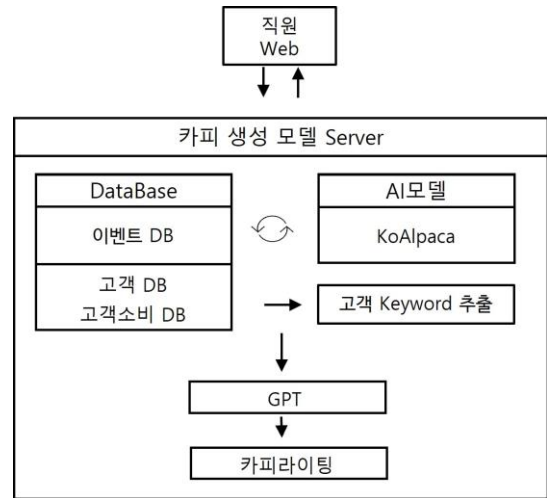 직원
Web
카피 생성 모델 Server
DataBase
이벤트 DB
고객 DB
고객소비 DB
AI모델
KoAlpaca
고객 Keyword 추출
GPT
카피라이팅